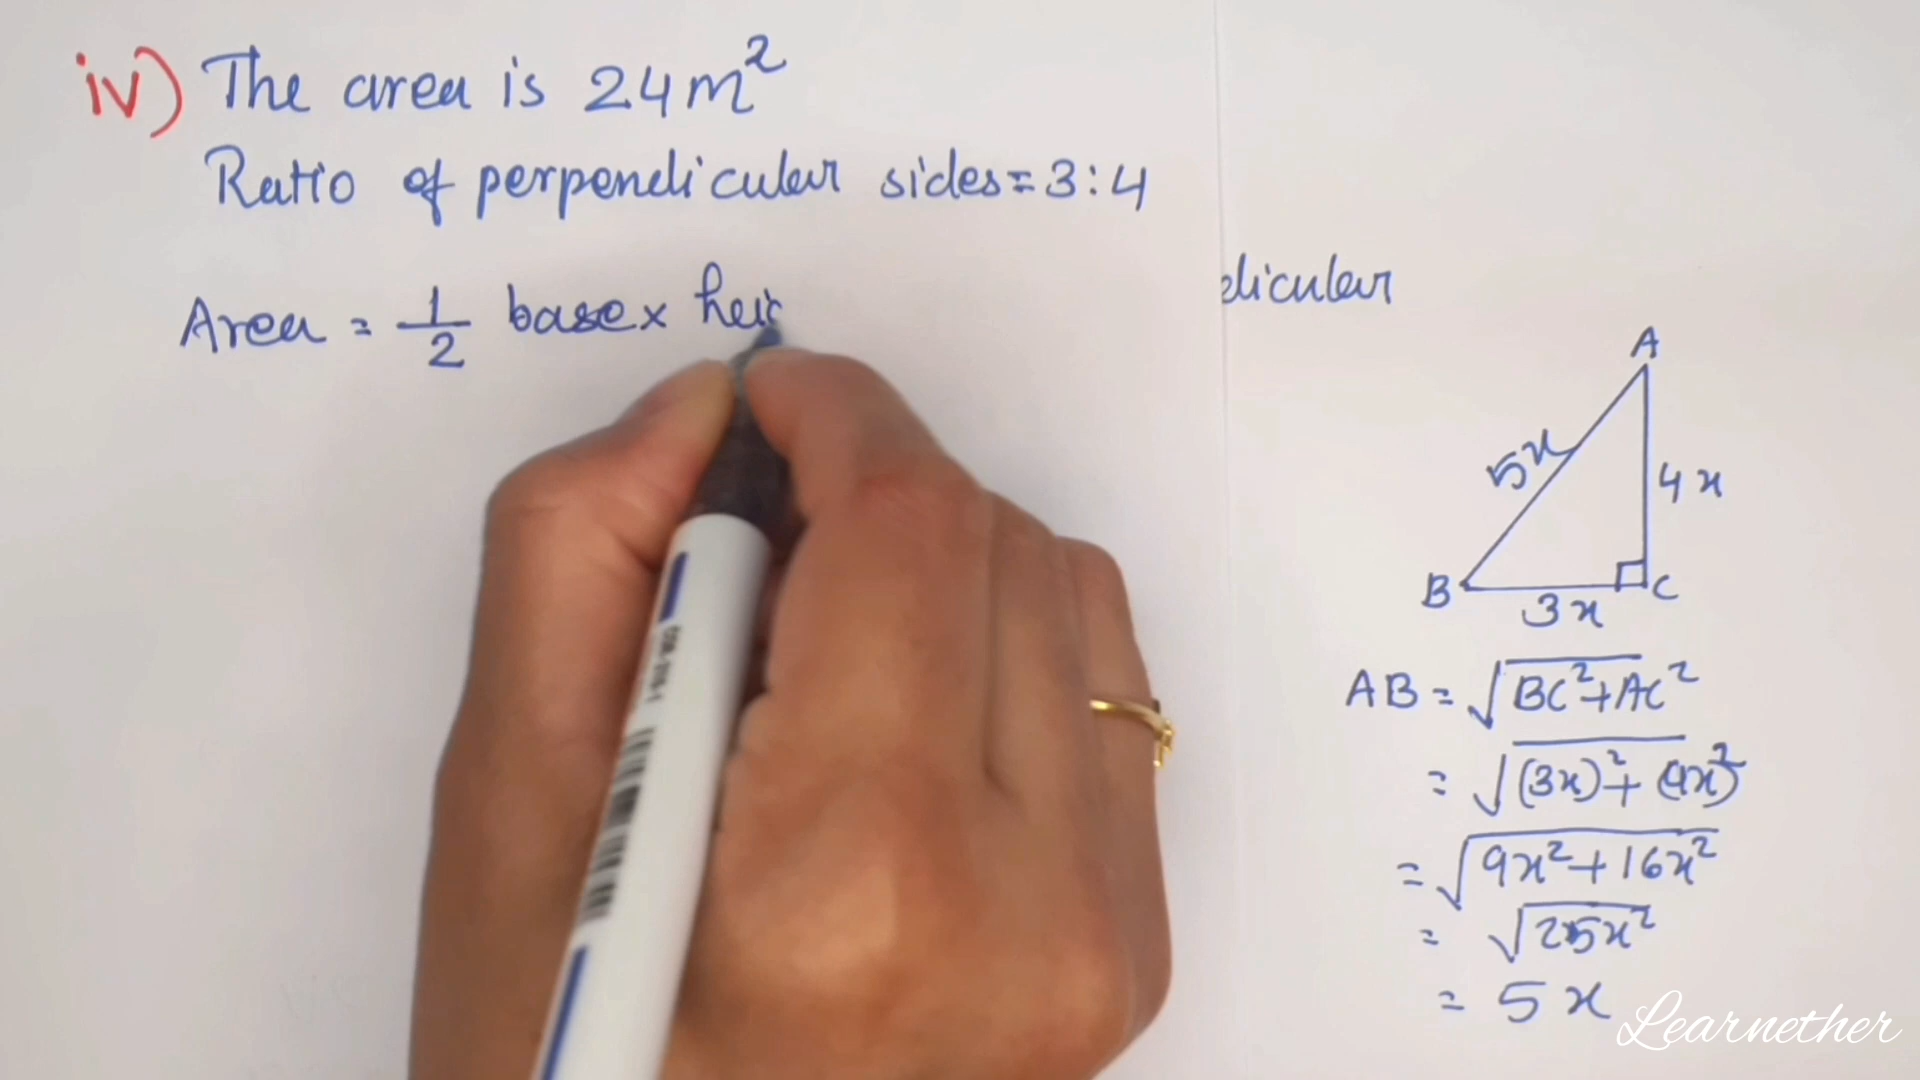 iv) The area is 24m²
Ratio of perpendicular sides=3:4
Area = 1/2 base x hei
dicular
A
5x
4x
B
C
3x
AB = √BC²+AC²
= √(3x)²+(4x)²
= √9x²+16x²
= √25x²
= 5x
Learnether